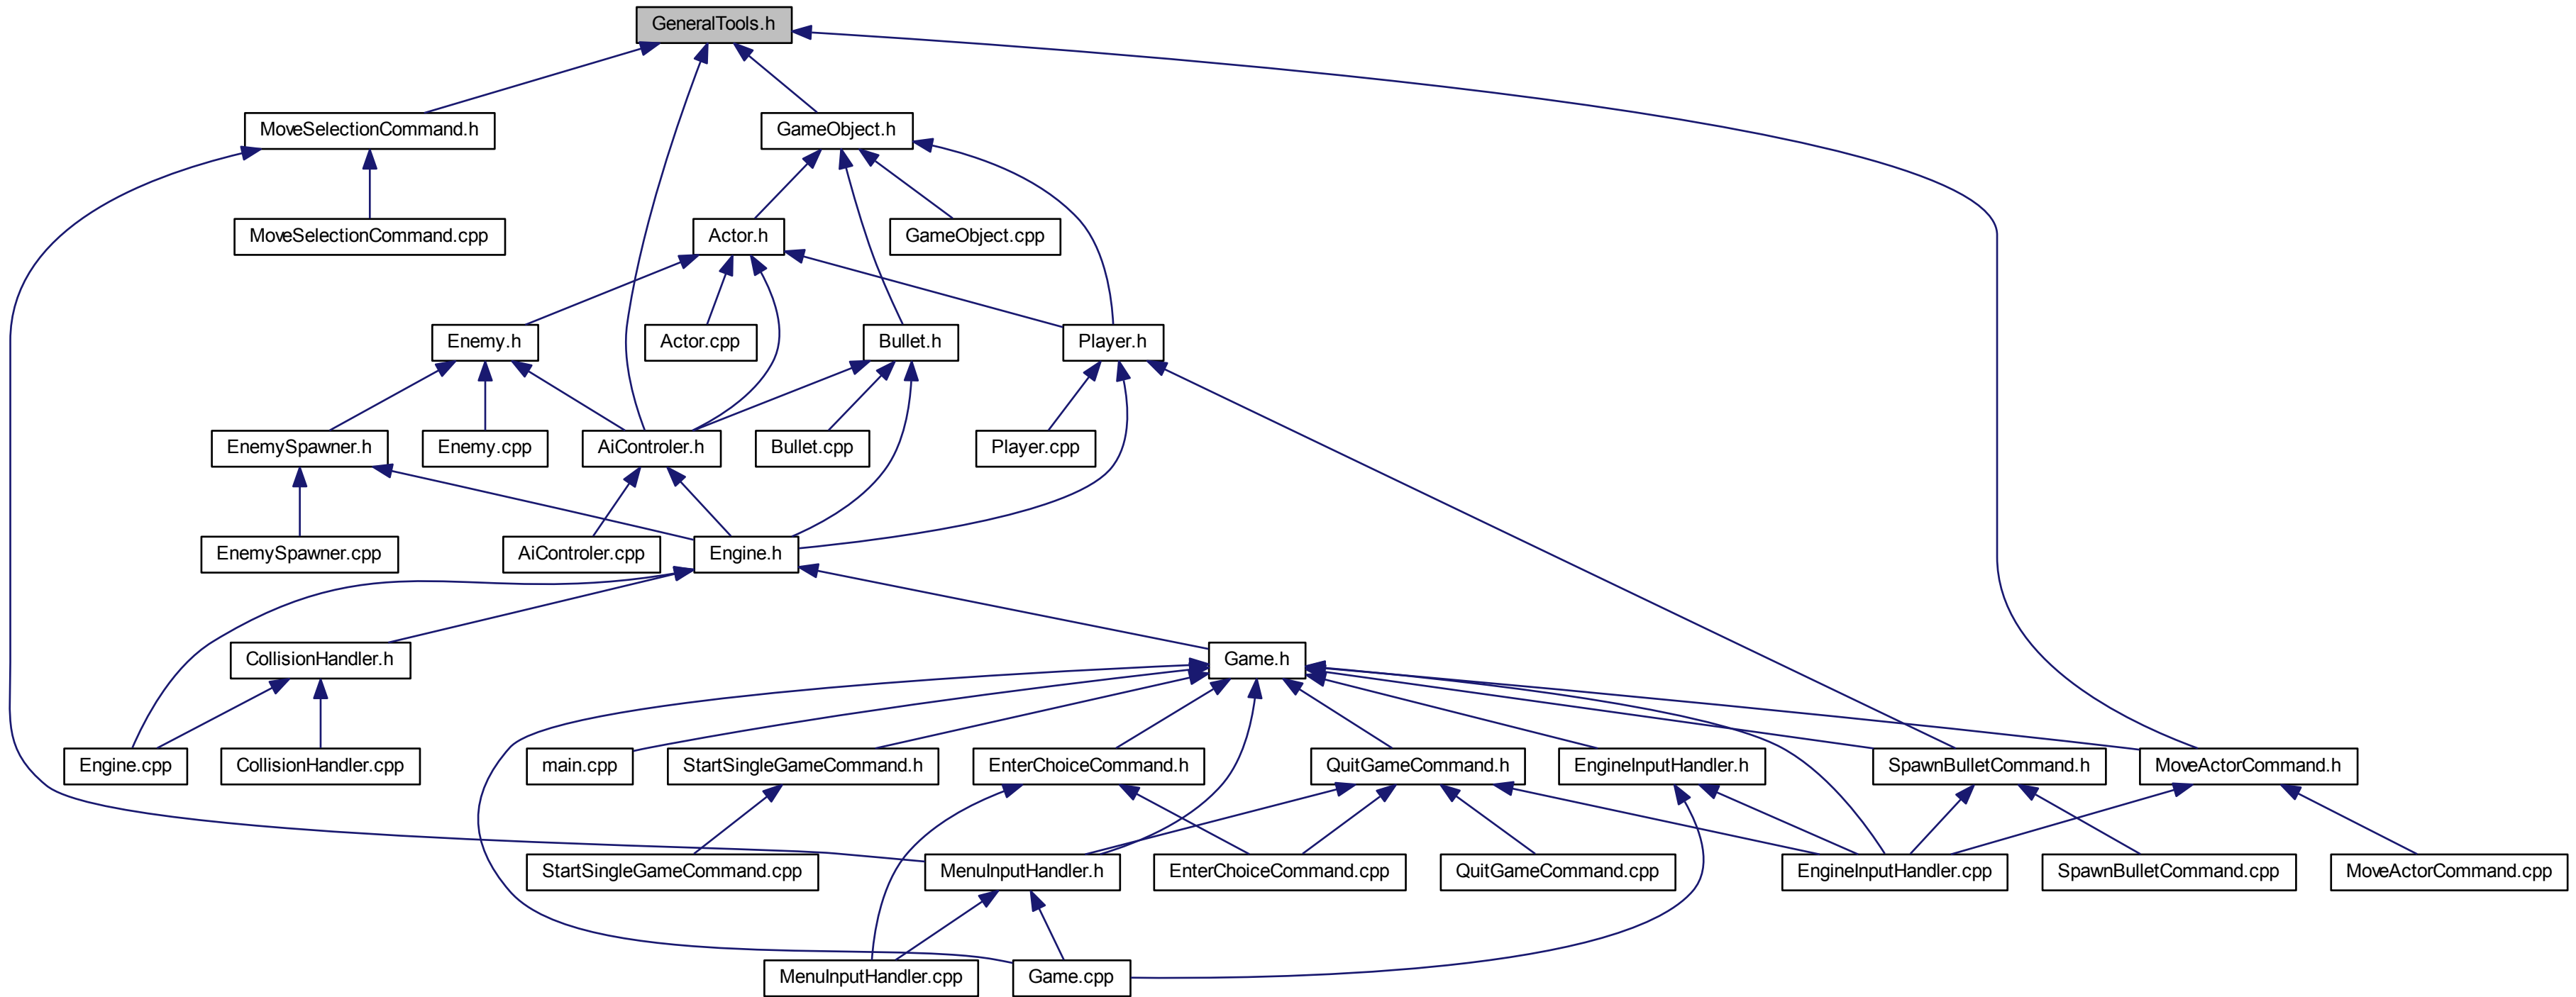 GeneralTools.h
MoveSelectionCommand.h
GameObject.h
MoveSelectionCommand.cpp
Actor.h
GameObject.cpp
Enemy.h
Actor.cpp
Bullet.h
Player.h
EnemySpawner.h
Enemy.cpp
AiControler.h
Bullet.cpp
Player.cpp
EnemySpawner.cpp
AiControler.cpp
Engine.h
CollisionHandler.h
Game.h
Engine.cpp
CollisionHandler.cpp
main.cpp
StartSingleGameCommand.h
EnterChoiceCommand.h
QuitGameCommand.h
EngineInputHandler.h
SpawnBulletCommand.h
MoveActorCommand.h
StartSingleGameCommand.cpp
MenuInputHandler.h
EnterChoiceCommand.cpp
QuitGameCommand.cpp
EngineInputHandler.cpp
SpawnBulletCommand.cpp
MoveActorCommand.cpp
MenuInputHandler.cpp
Game.cpp